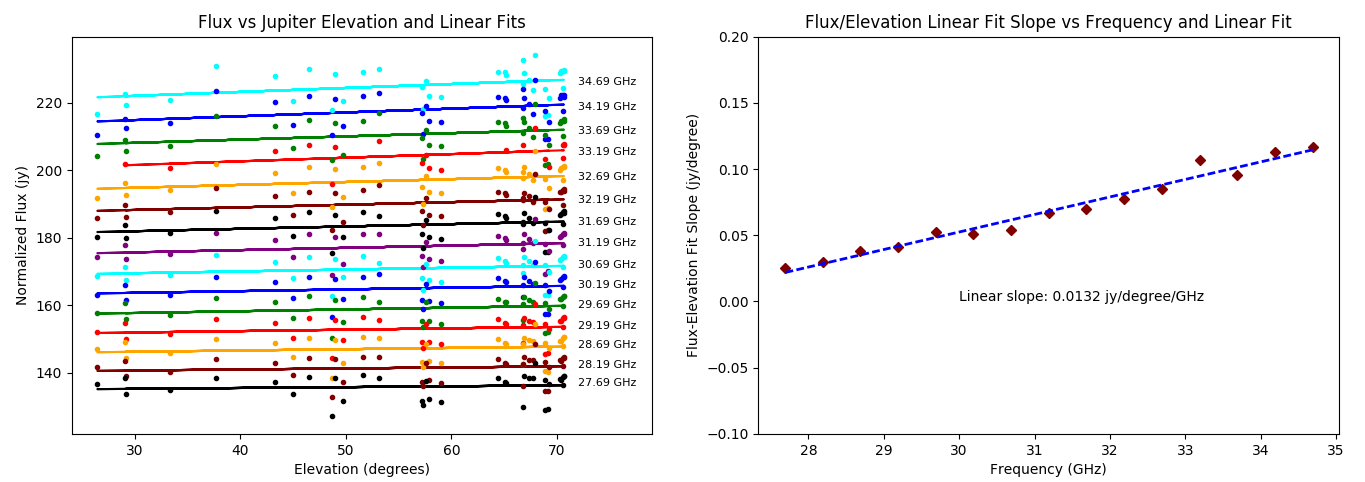 Flux vs Jupiter Elevation and Linear Fits
Normalized Flux (jy)
220
200
180
160
140
34.69 GHz
34.19 GHz
33.69 GHz
33.19 GHz
32.69 GHz
32.19 GHz
31.69 GHz
31.19 GHz
30.69 GHz
30.19 GHz
29.69 GHz
29.19 GHz
28.69 GHz
28.19 GHz
27.69 GHz
30 40 50 60 70
Elevation (degrees)
Flux/Elevation Linear Fit Slope vs Frequency and Linear Fit
Flux-Elevation Fit Slope (jy/degree)
0.20
0.15
0.10
0.05
0.00
−0.05
−0.10
Linear slope: 0.0132 jy/degree/GHz
28 29 30 31 32 33 34 35
Frequency (GHz)